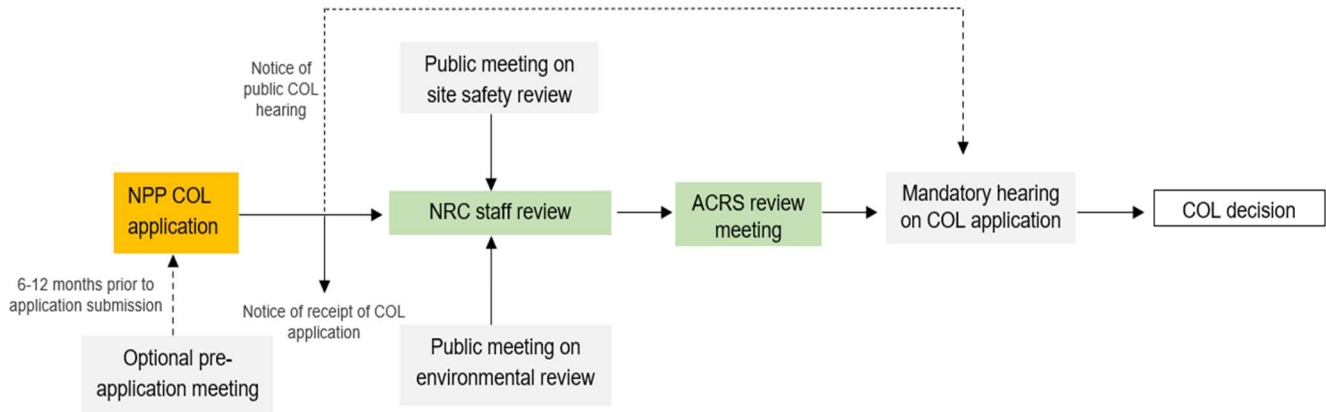 Notice of
public COL
hearing
Public meeting on
site safety review
NPP COL
application
NRC staff review
ACRS review
meeting
Mandatory hearing
on COL application
COL decision
6-12 months prior to
application submission
Notice of receipt of COL
application
Optional pre-
application meeting
Public meeting on
environmental review